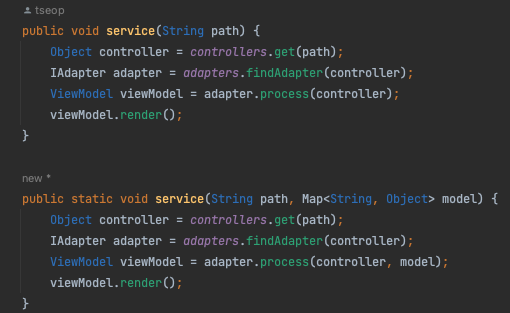 tseop
public void service(String path) {
    Object controller = controllers.get(path);
    IAdapter adapter = adapters.findAdapter(controller);
    ViewModel viewModel = adapter.process(controller);
    viewModel.render();
}
new *
public static void service(String path, Map<String, Object> model) {
    Object controller = controllers.get(path);
    IAdapter adapter = adapters.findAdapter(controller);
    ViewModel viewModel = adapter.process(controller, model);
    viewModel.render();
}